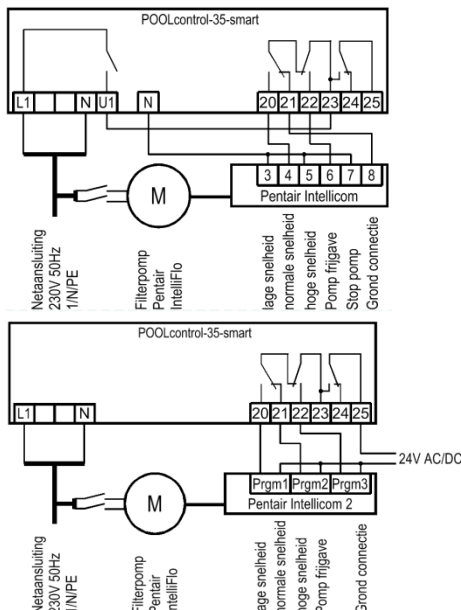 POOLcontrol-35-smart
L1 N U1 N 20 21 22 23 24 25
3 4 5 6 7 8
Pentair Intellicom
M
Netaansluiting
230V 50Hz
1/N/PE
Filterpomp
Pentair
IntelliFlo
lage snelheid
normale snelheid
hoge snelheid
Pomp frijgave
Stop pomp
Grond connectie
POOLcontrol-35-smart
L1 N 20 21 22 23 24 25
24V AC/DC
Prgm1 Prgm2 Prgm3
Pentair Intellicom 2
M
Netaansluiting
230V 50Hz
1/N/PE
Filterpomp
Pentair
IntelliFlo
lage snelheid
normale snelheid
hoge snelheid
Pomp frijgave
Grond connectie